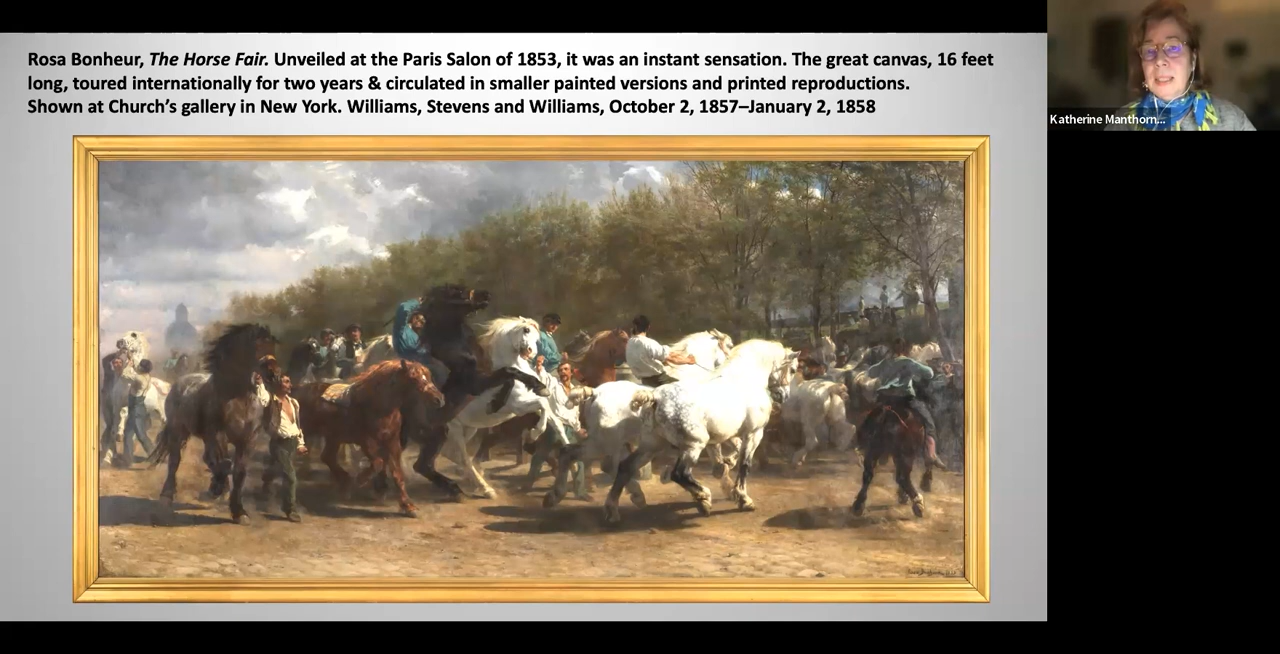 Rosa Bonheur, The Horse Fair. Unveiled at the Paris Salon of 1853, it was an instant sensation. The great canvas, 16 feet
long, toured internationally for two years & circulated in smaller painted versions and printed reproductions.
Shown at Church’s gallery in New York. Williams, Stevens and Williams, October 2, 1857–January 2, 1858
Katherine Manthorn...